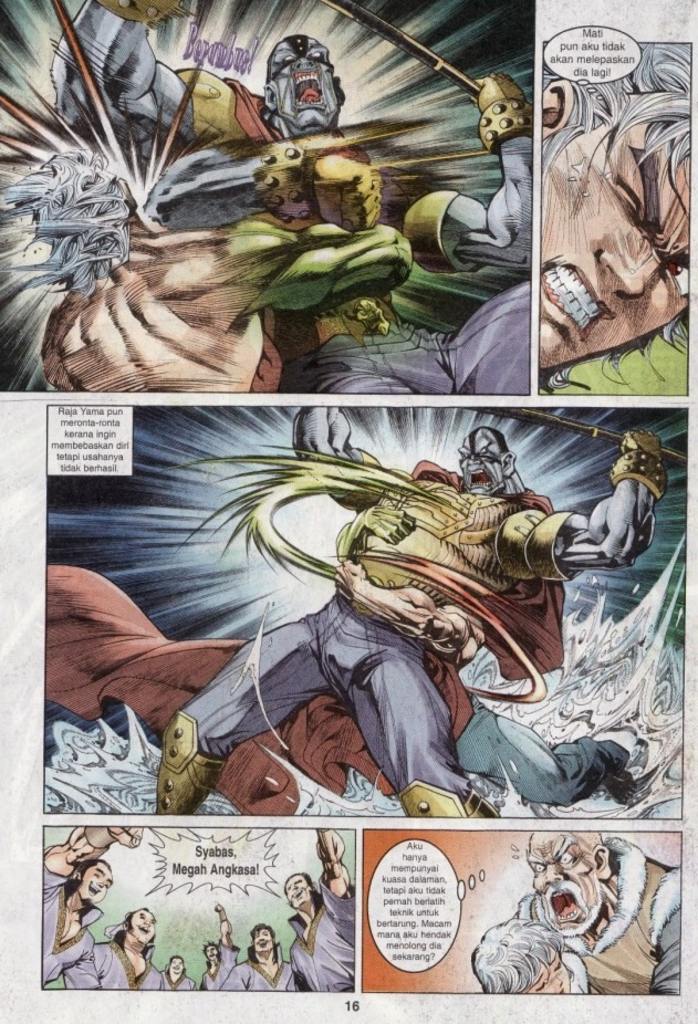 Bepumbus!
Mati
pun aku tidak
akan melepaskan
dia lagi!
Raja Yama pun
meronta-ronta
kerana ingin
membebaskan diri
tetapi usahanya
tidak berhasil.
Syabas,
Megah Angkasa!
Aku
hanya
mempunyai
kuasa dalaman,
tetapi aku tidak
pernah berlatih
teknik untuk
bertarung. Macam
mana aku hendak
menolong dia
sekarang?
16